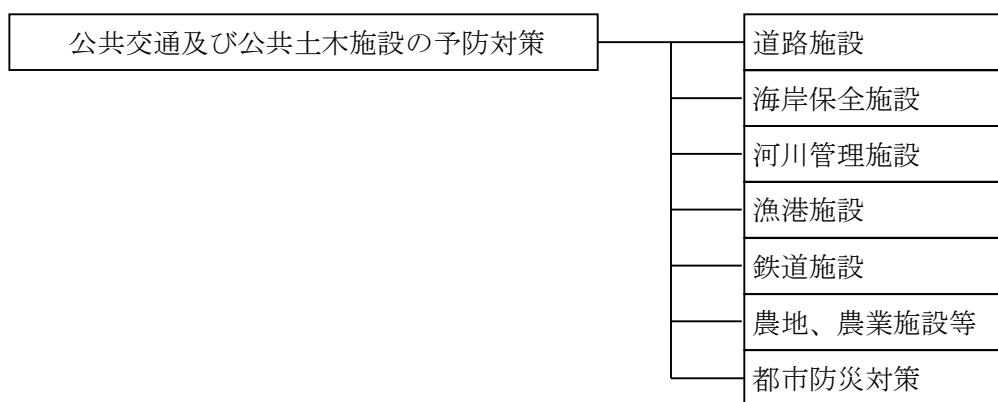 公共交通及び公共土木施設の予防対策
道路施設
海岸保全施設
河川管理施設
漁港施設
鉄道施設
農地、農業施設等
都市防災対策